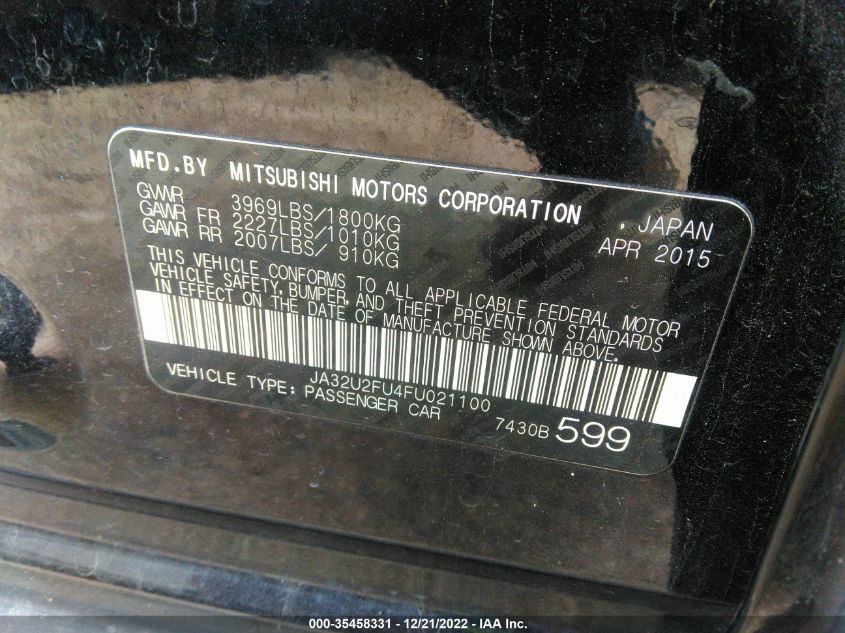 MFD.BY MITSUBISHI MOTORS CORPORATION , JAPAN
GWWR 3969LBS/1800KG APR 2015
GAWR FR 2227LBS/1010KG
GAWR RR 2007LBS/ 910KG
THIS VEHICLE CONFORMS TO ALL APPLICABLE FEDERAL MOTOR
VEHICLE SAFETY, BUMPER, AND THEFT PREVENTION STANDARDS
IN EFFECT ON THE DATE OF MANUFACTURE SHOWN ABOVE.
JA32U2FU4FU021100
VEHICLE TYPE: PASSENGER CAR 7430B 599
000-35458331 - 12/21/2022 - IAA Inc.